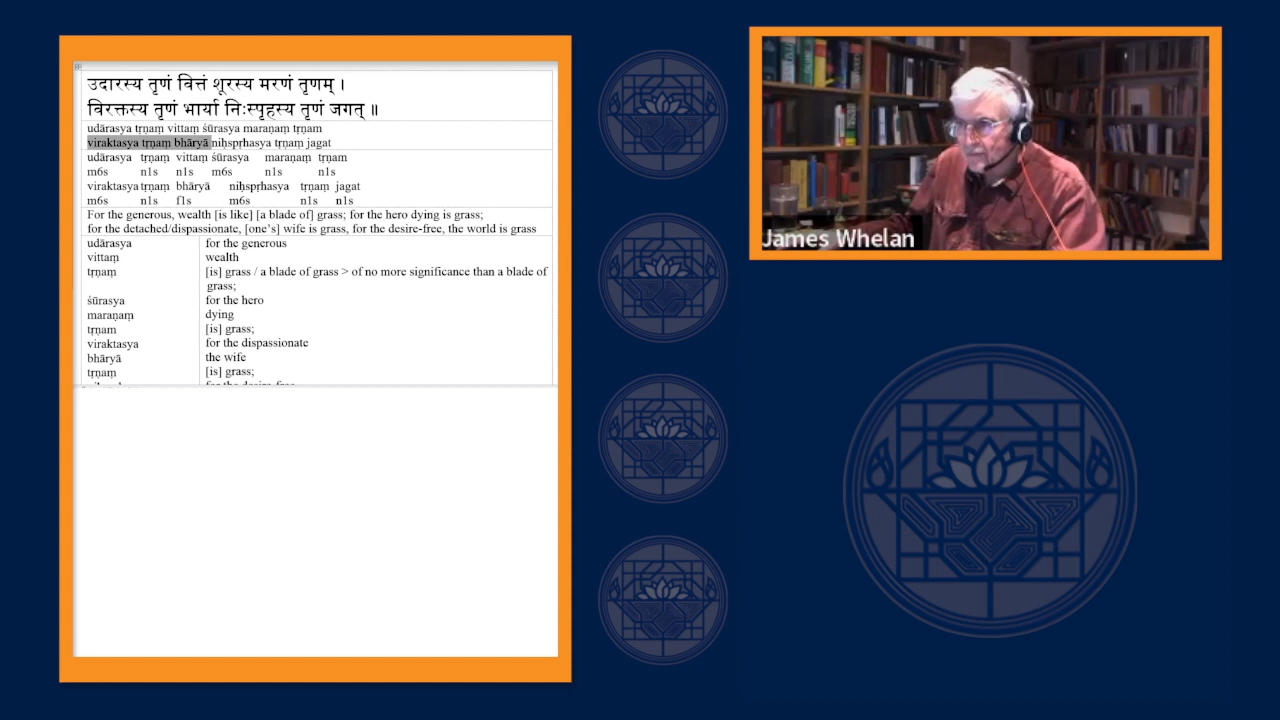 उदारस्य तृणं वित्तं शूरस्य मरणं तृणम् ।
विरक्तस्य तृणं भार्या निःस्पृहस्य तृणं जगत् ॥
udārasya tṛṇaṃ vittaṃ śūrasya maraṇaṃ tṛṇam
viraktasya tṛṇaṃ bhāryā niḥspṛhasya tṛṇaṃ jagat
udārasya tṛṇaṃ vittaṃ śūrasya maraṇaṃ tṛṇam
m6s n1s n1s m6s n1s n1s
viraktasya tṛṇaṃ bhāryā niḥspṛhasya tṛṇaṃ jagat
m6s n1s f1s m6s n1s n1s
For the generous, wealth [is like] [a blade of] grass; for the hero dying is grass;
for the detached/dispassionate, [one’s] wife is grass, for the desire-free, the world is grass
udārasya for the generous
vittaṃ wealth
tṛṇaṃ [is] grass / a blade of grass > of no more significance than a blade of
grass;
śūrasya for the hero
maraṇaṃ dying
tṛṇam [is] grass;
viraktasya for the dispassionate
bhāryā the wife
tṛṇaṃ [is] grass;
for the desire-free
James Whelan